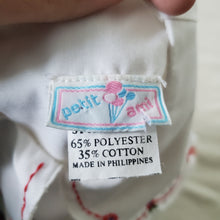 petit ami
65% POLYESTER
35% COTTON
MADE IN PHILIPPINES